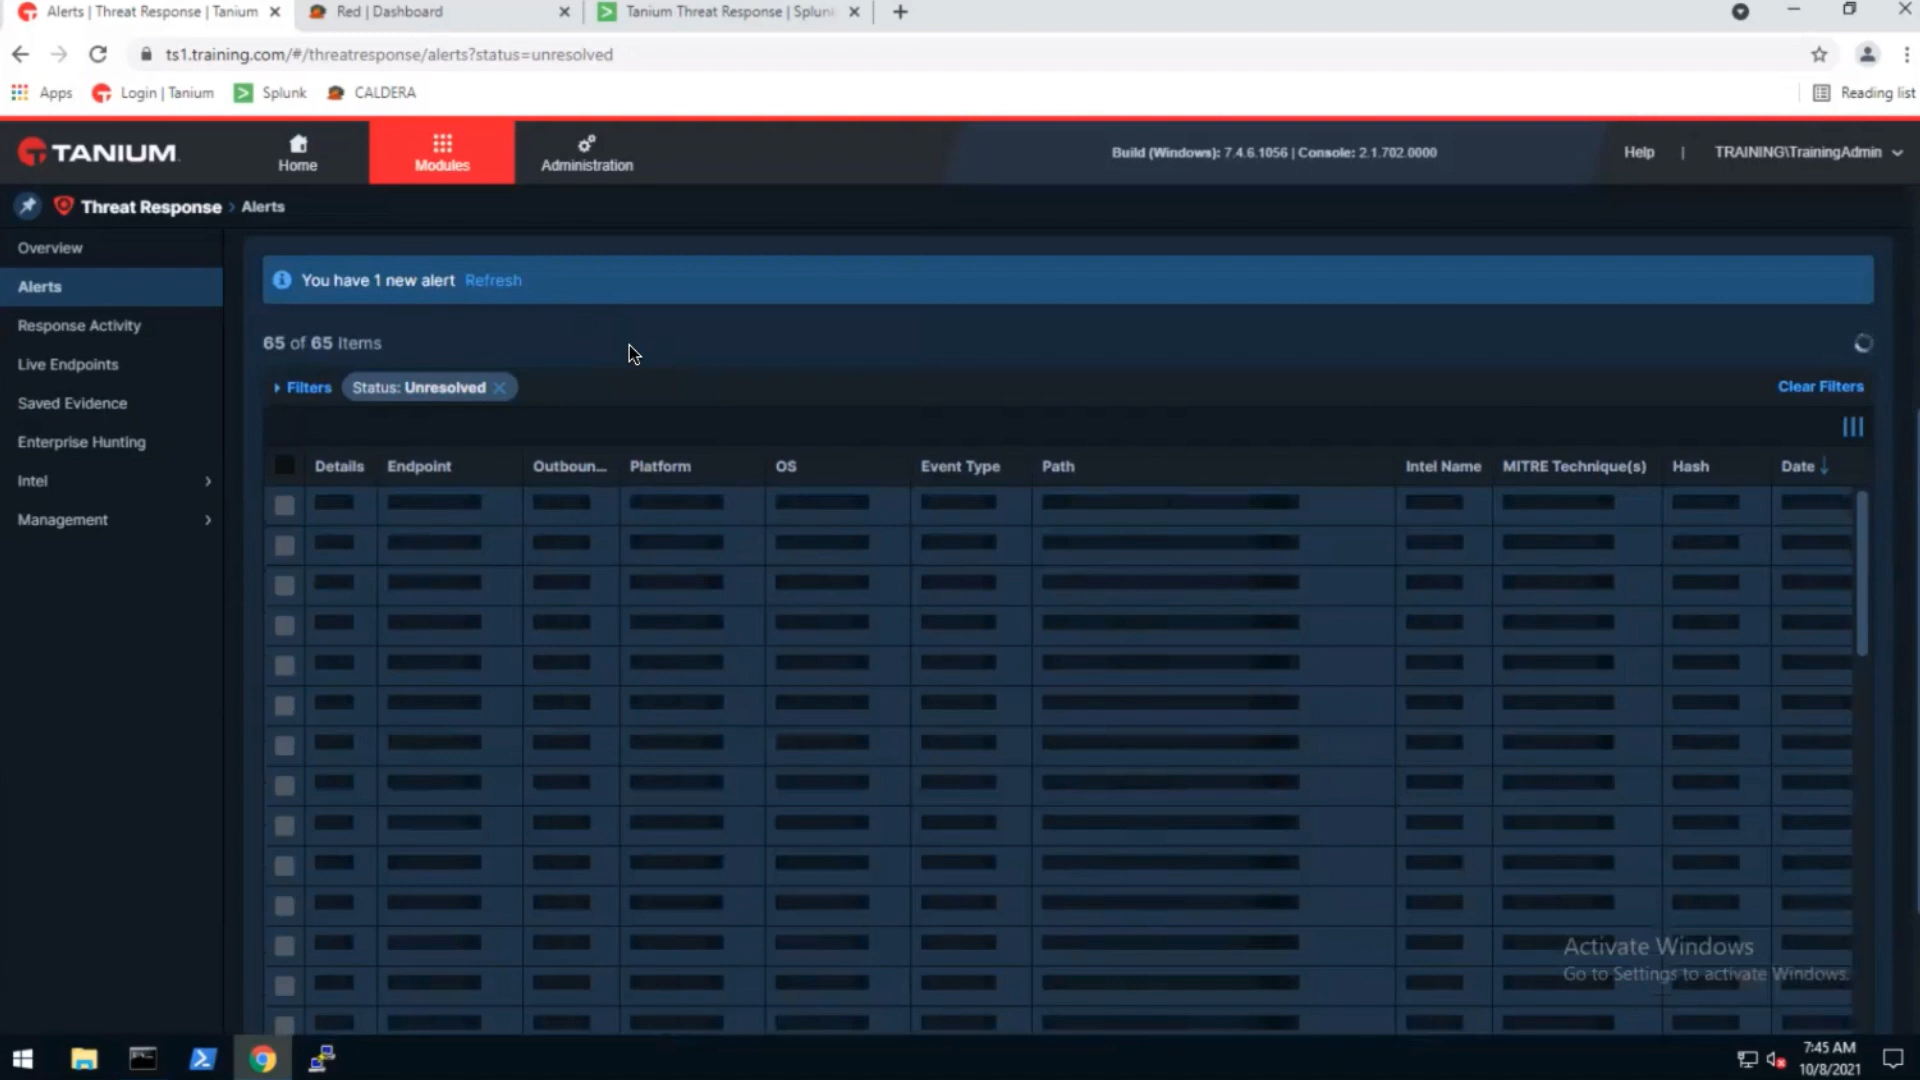 Alerts | Threat Response | Tanium
Red | Dashboard
Tanium Threat Response | Splun
ts1.training.com/#/threatresponse/alerts?status=unresolved
Apps
Login | Tanium
Splunk
CALDERA
Reading list
TANIUM
Home
Modules
Administration
Build (Windows): 7.4.6.1056 | Console: 2.1.702.0000
Help | TRAINING\TrainingAdmin
Threat Response > Alerts
Overview
Alerts
Response Activity
Live Endpoints
Saved Evidence
Enterprise Hunting
Intel
Management
You have 1 new alert Refresh
65 of 65 Items
Filters Status: Unresolved Clear Filters
Details Endpoint Outboun... Platform OS Event Type Path Intel Name MITRE Technique(s) Hash Date
Activate Windows
Go to Settings to activate Windows.
7:45 AM
10/8/2021